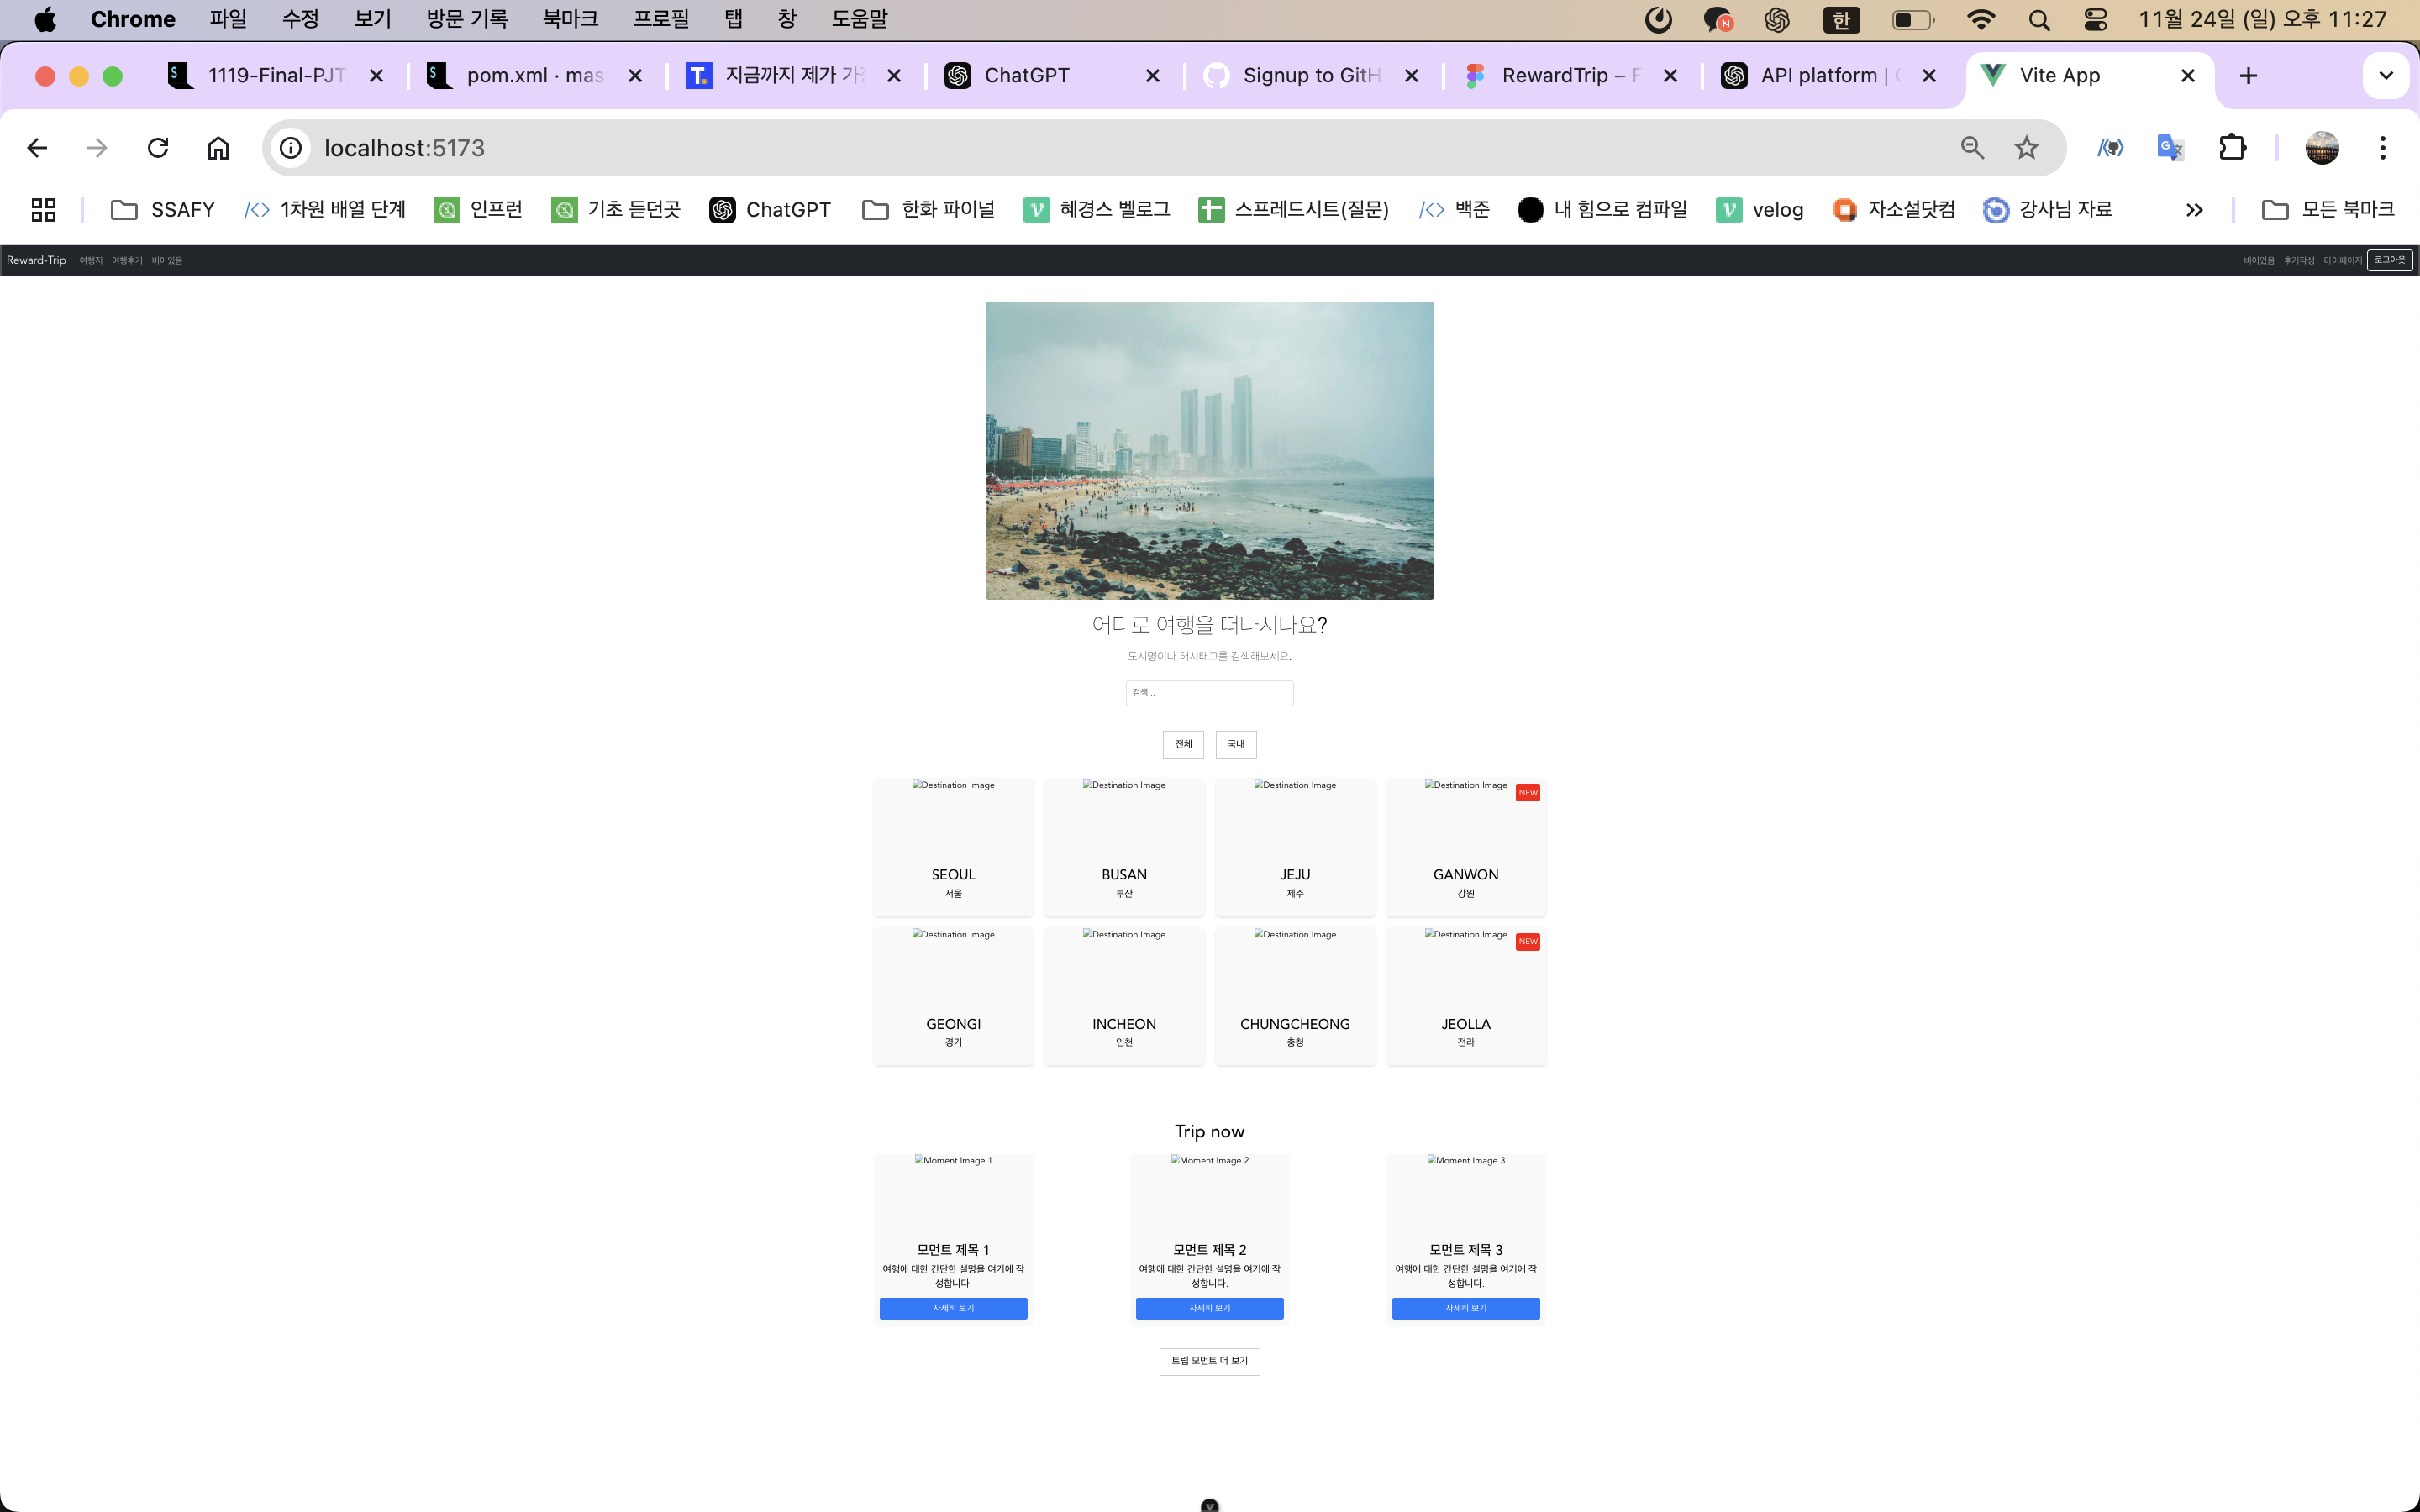 Chrome 파일 수정 보기 방문 기록 북마크 프로필 탭 창 도움말 한 11월 24일 (일) 오후 11:27
1119-Final-PJT pom.xml · mas 지금까지 제가 ChatGPT Signup to GitH RewardTrip – API platform | Vite App
localhost:5173
SSAFY 1차원 배열 단계 인프런 기초 듣던곳 ChatGPT 한화 파이널 혜경스 벨로그 스프레드시트(질문) 백준 내 힘으로 컴파일 velog 자소설닷컴 강사님 자료 모든 북마크
Reward-Trip 여행지 여행후기 비어있음 비어있음 후기작성 마이페이지 로그아웃
어디로 여행을 떠나시나요?
도시명이나 해시태그를 검색해보세요.
검색...
전체 국내
Destination Image Destination Image Destination Image Destination Image NEW
SEOUL BUSAN JEJU GANWON
서울 부산 제주 강원
Destination Image Destination Image Destination Image Destination Image NEW
GEONGI INCHEON CHUNGCHEONG JEOLLA
경기 인천 충청 전라
Trip now
Moment Image 1 Moment Image 2 Moment Image 3
모먼트 제목 1 모먼트 제목 2 모먼트 제목 3
여행에 대한 간단한 설명을 여기에 작 여행에 대한 간단한 설명을 여기에 작 여행에 대한 간단한 설명을 여기에 작
성합니다. 성합니다. 성합니다.
자세히 보기 자세히 보기 자세히 보기
트립 모먼트 더 보기